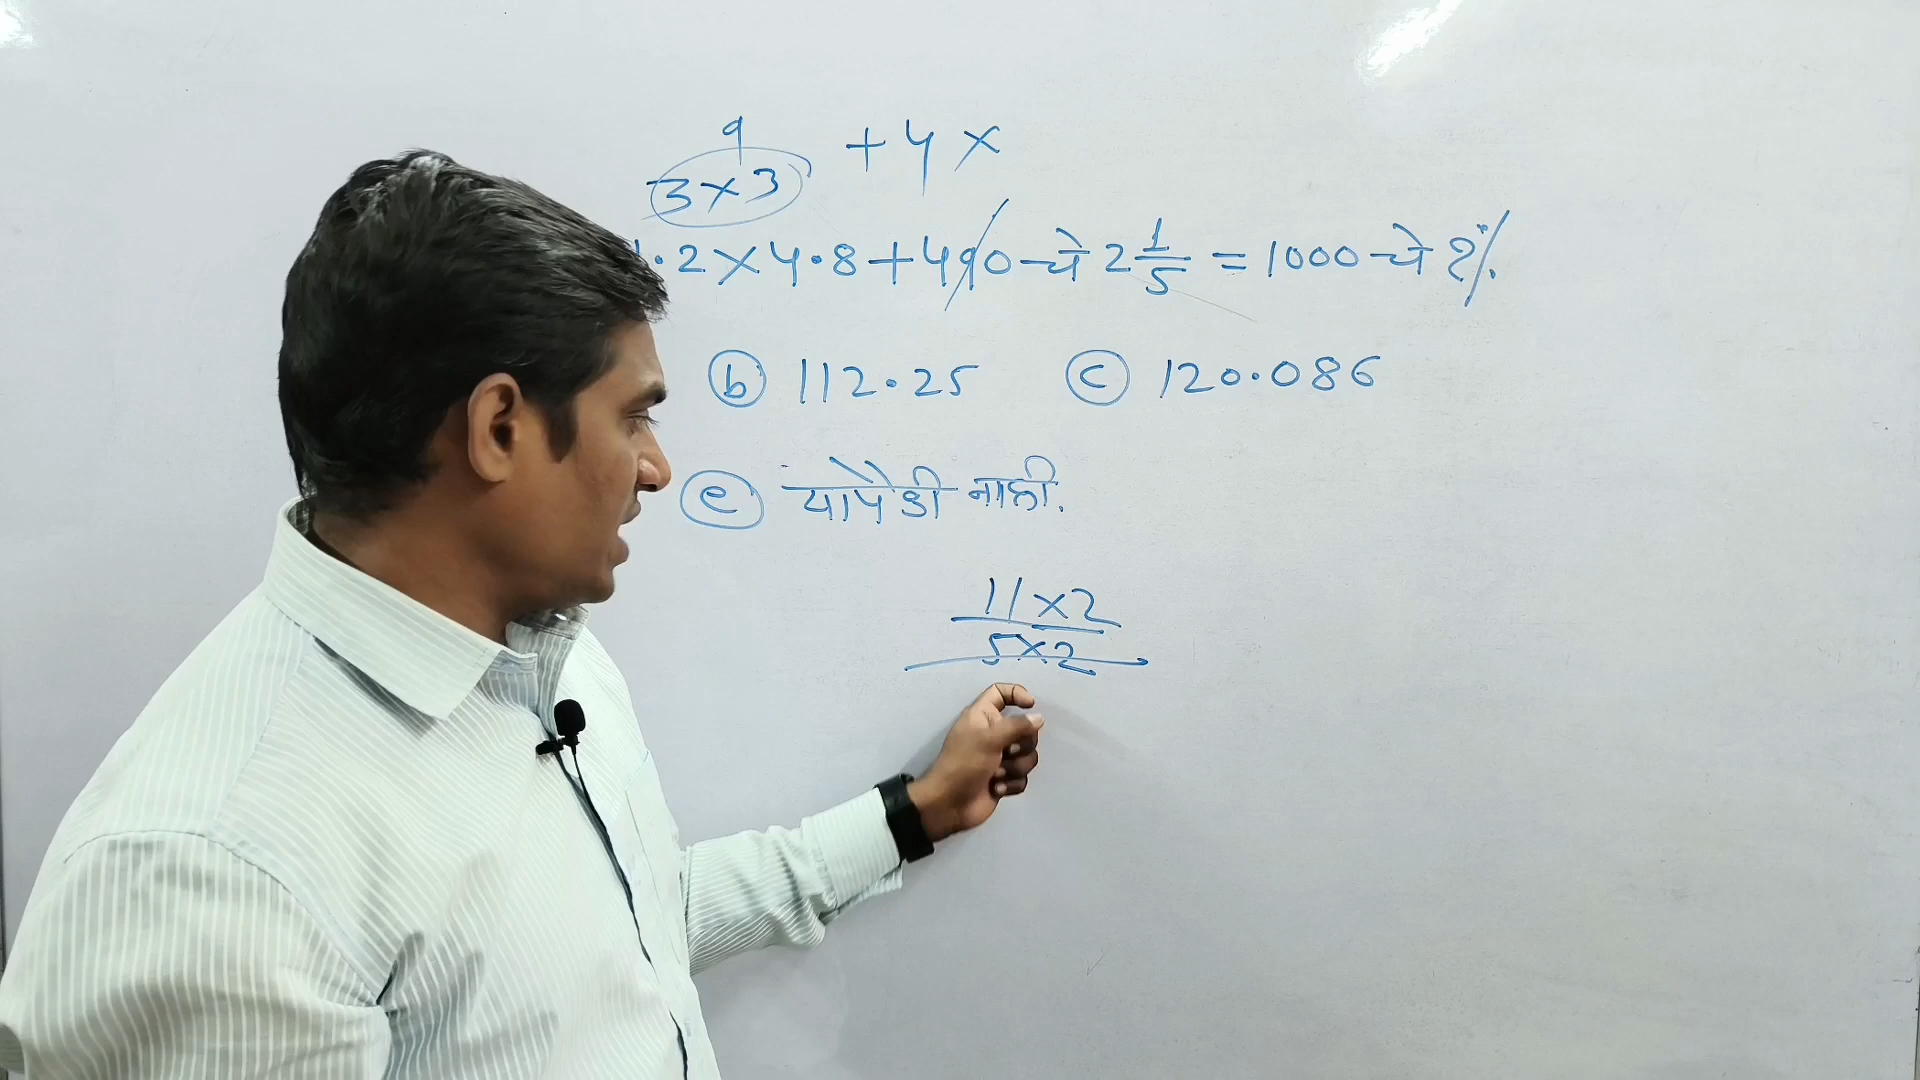 9
3×3 + 4 ×
.2×4.8+490 चे 2 1/5 = 1000 चे ?%
(b) 112.25 (c) 120.086
(e) यापैकी नाही.
11×2
5×2